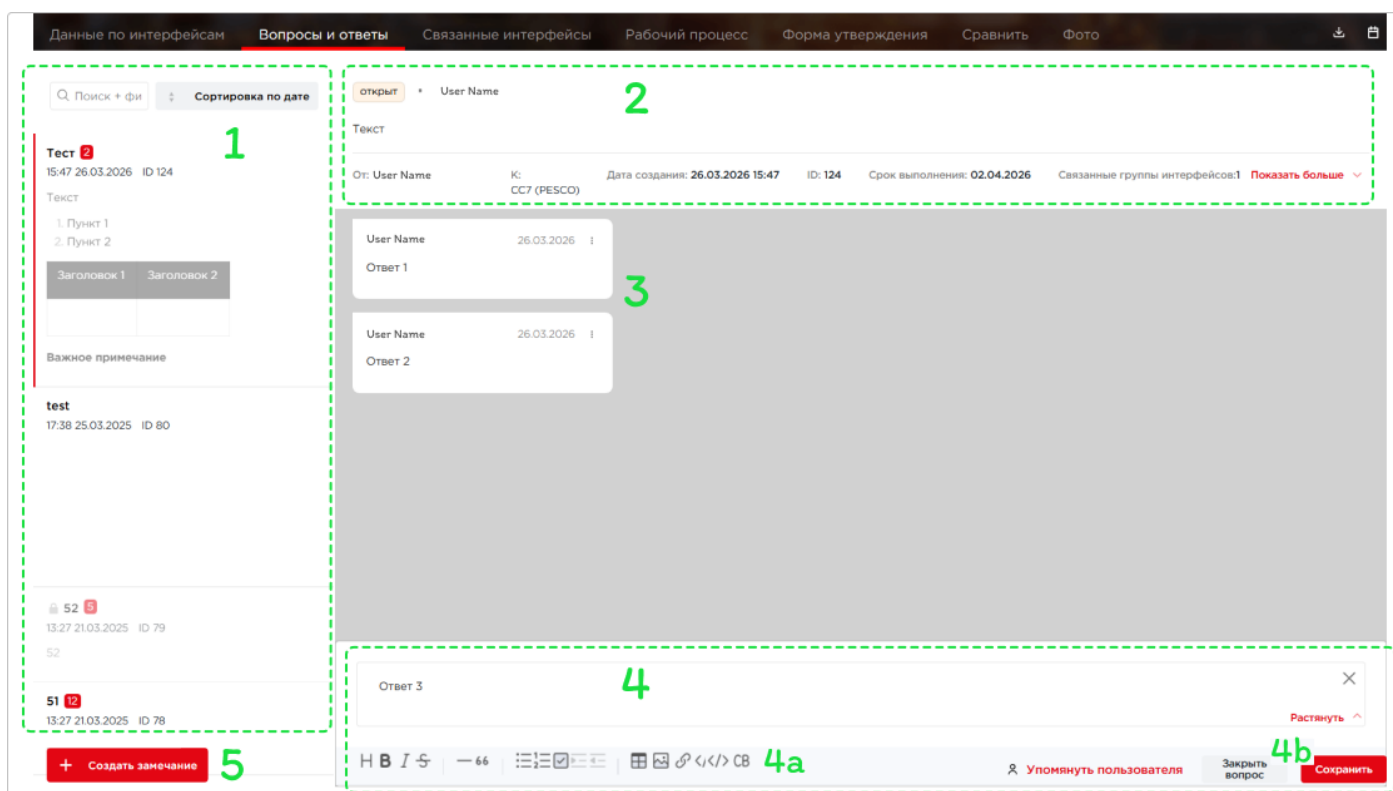 Данные по интерфейсам Вопросы и ответы Связанные интерфейсы Рабочий процесс Форма утверждения Сравнить Фото
Поиск + фи Сортировка по дате
1
Тест 2
15:47 26.03.2026 ID 124
Текст
1. Пункт 1
2. Пункт 2
Заголовок 1 Заголовок 2
Важное примечание
test
17:38 25.03.2025 ID 80
52 5
13:27 21.03.2025 ID 79
52
51 12
13:27 21.03.2025 ID 78
+ Создать замечание 5
открыт • User Name 2
Текст
От: User Name К: Дата создания: 26.03.2026 15:47 ID: 124 Срок выполнения: 02.04.2026 Связанные группы интерфейсов:1 Показать больше
CC7 (PESCO)
User Name 26.03.2026
Ответ 1
3
User Name 26.03.2026
Ответ 2
4
Ответ 3
Растянуть
H B I S — 66 </> CB 4a
Упомянуть пользователя Закрыть вопрос 4b Сохранить